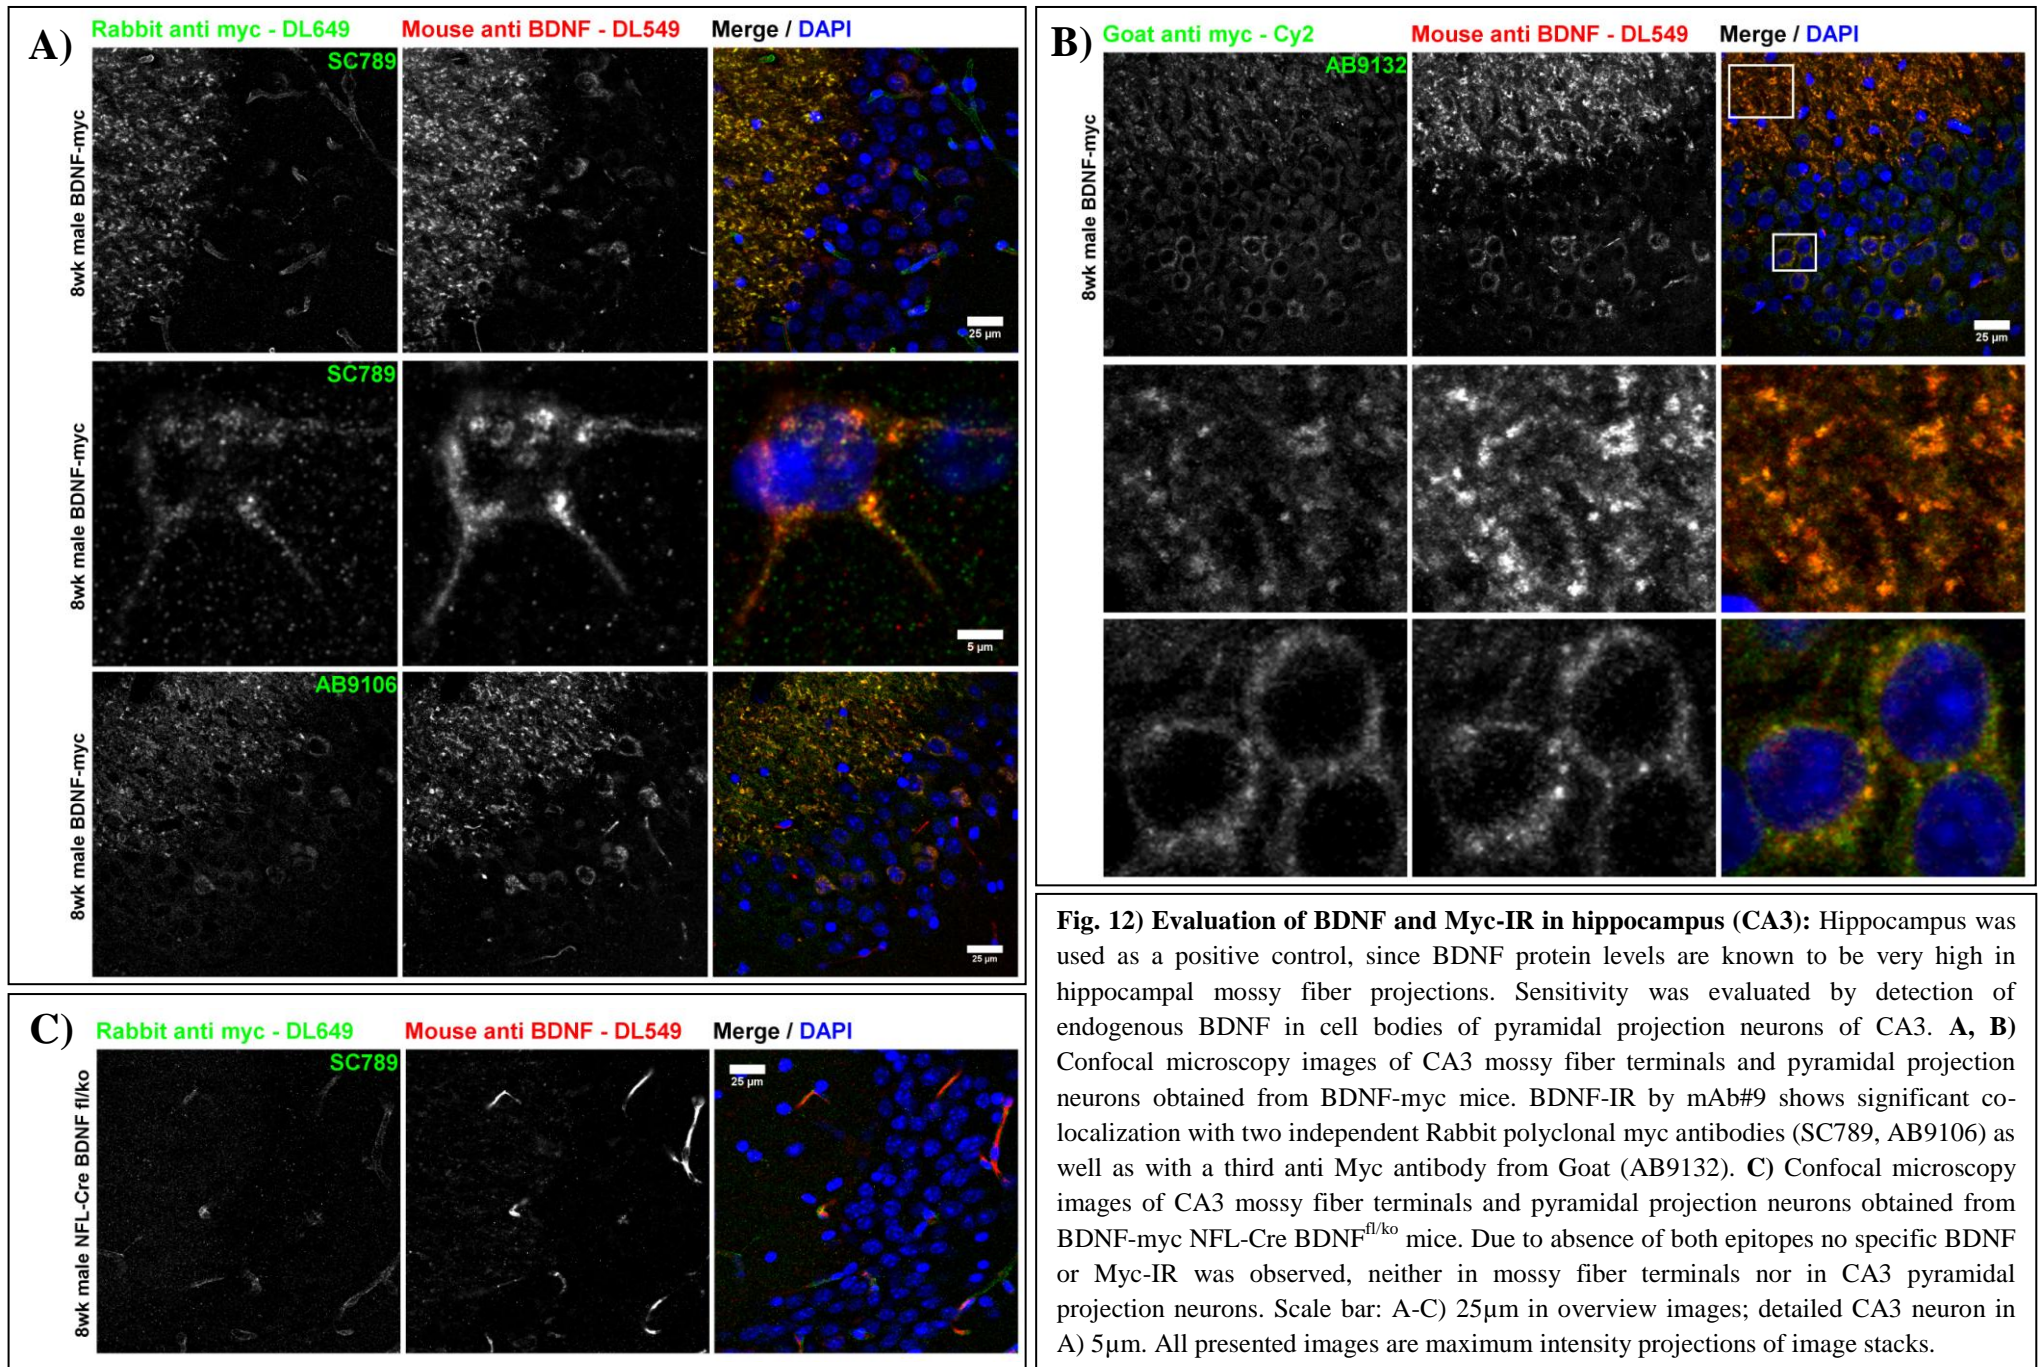 A)
Rabbit anti myc - DL649 Mouse anti BDNF - DL549 Merge / DAPI
SC789
8wk male BDNF-myc
25 µm
SC789
8wk male BDNF-myc
5 µm
AB9106
8wk male BDNF-myc
25 µm
B)
Goat anti myc - Cy2 Mouse anti BDNF - DL549 Merge / DAPI
AB9132
8wk male BDNF-myc
25 µm
C)
Rabbit anti myc - DL649 Mouse anti BDNF - DL549 Merge / DAPI
SC789
25 µm
8wk male NFL-Cre BDNF fl/ko
Fig. 12) Evaluation of BDNF and Myc-IR in hippocampus (CA3): Hippocampus was
used as a positive control, since BDNF protein levels are known to be very high in
hippocampal mossy fiber projections. Sensitivity was evaluated by detection of
endogenous BDNF in cell bodies of pyramidal projection neurons of CA3. A, B)
Confocal microscopy images of CA3 mossy fiber terminals and pyramidal projection
neurons obtained from BDNF-myc mice. BDNF-IR by mAb#9 shows significant co-
localization with two independent Rabbit polyclonal myc antibodies (SC789, AB9106) as
well as with a third anti Myc antibody from Goat (AB9132). C) Confocal microscopy
images of CA3 mossy fiber terminals and pyramidal projection neurons obtained from
BDNF-myc NFL-Cre BDNFfl/ko mice. Due to absence of both epitopes no specific BDNF
or Myc-IR was observed, neither in mossy fiber terminals nor in CA3 pyramidal
projection neurons. Scale bar: A-C) 25µm in overview images; detailed CA3 neuron in
A) 5µm. All presented images are maximum intensity projections of image stacks.